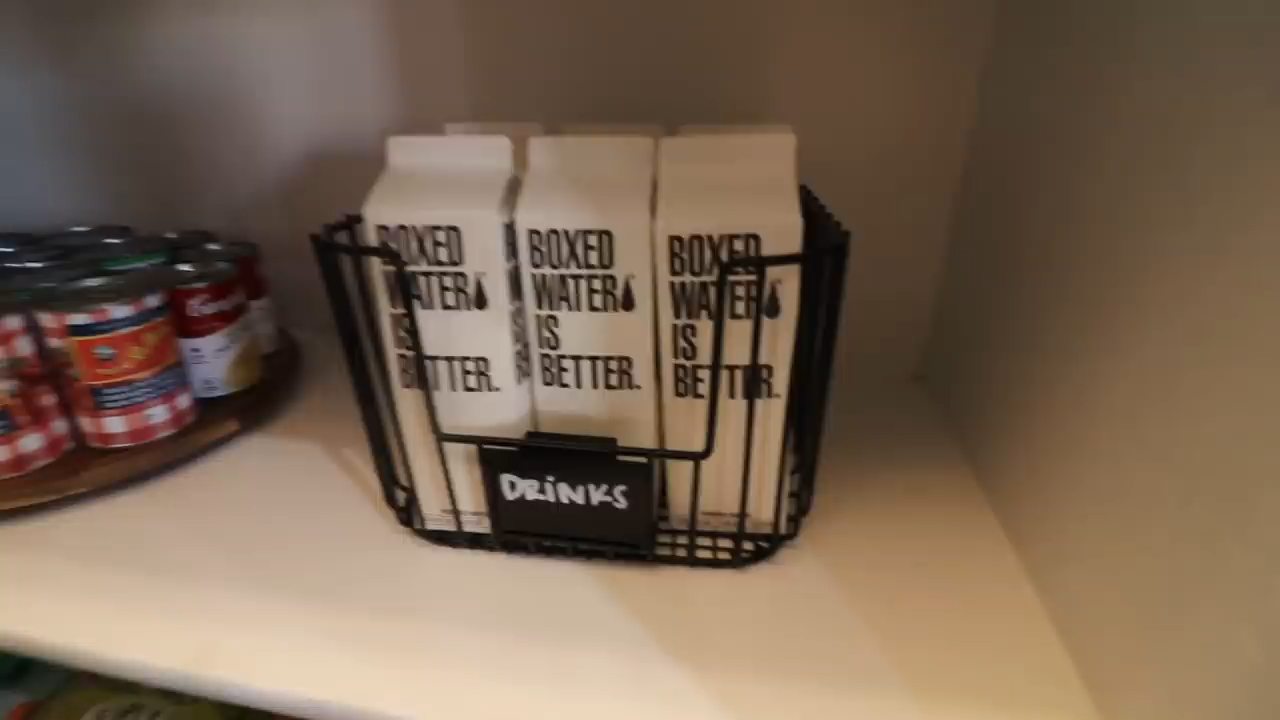 BOXED
WATER
IS
BETTER.
BOXED
WATER
IS
BETTER.
BOXED
WATER
IS
BETTER.
DRINKS